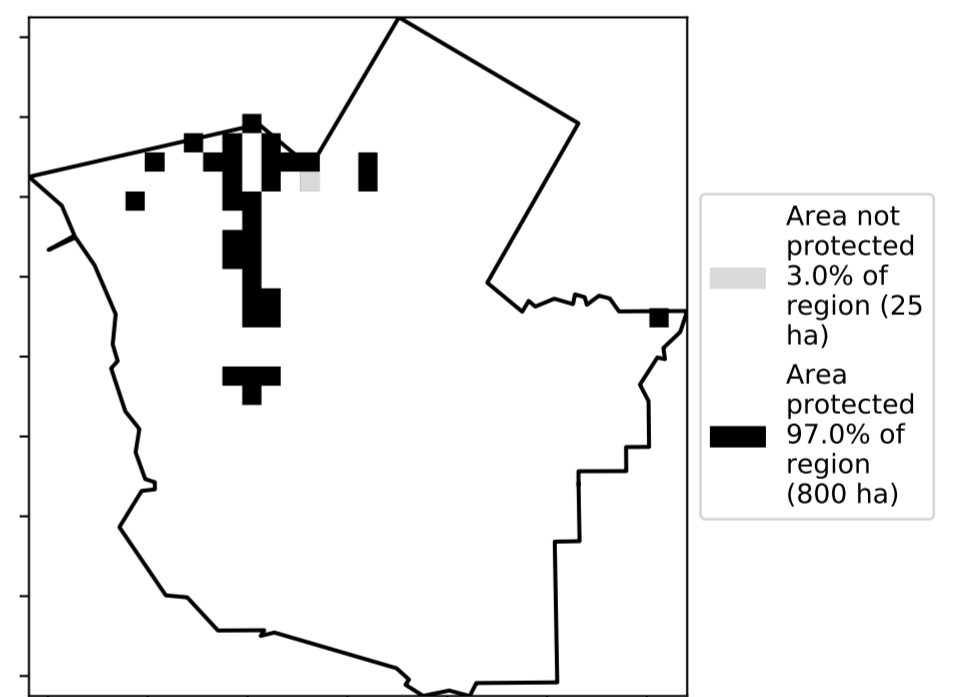 Area not
protected
3.0% of
region (25
ha)
Area
protected
97.0% of
region
(800 ha)